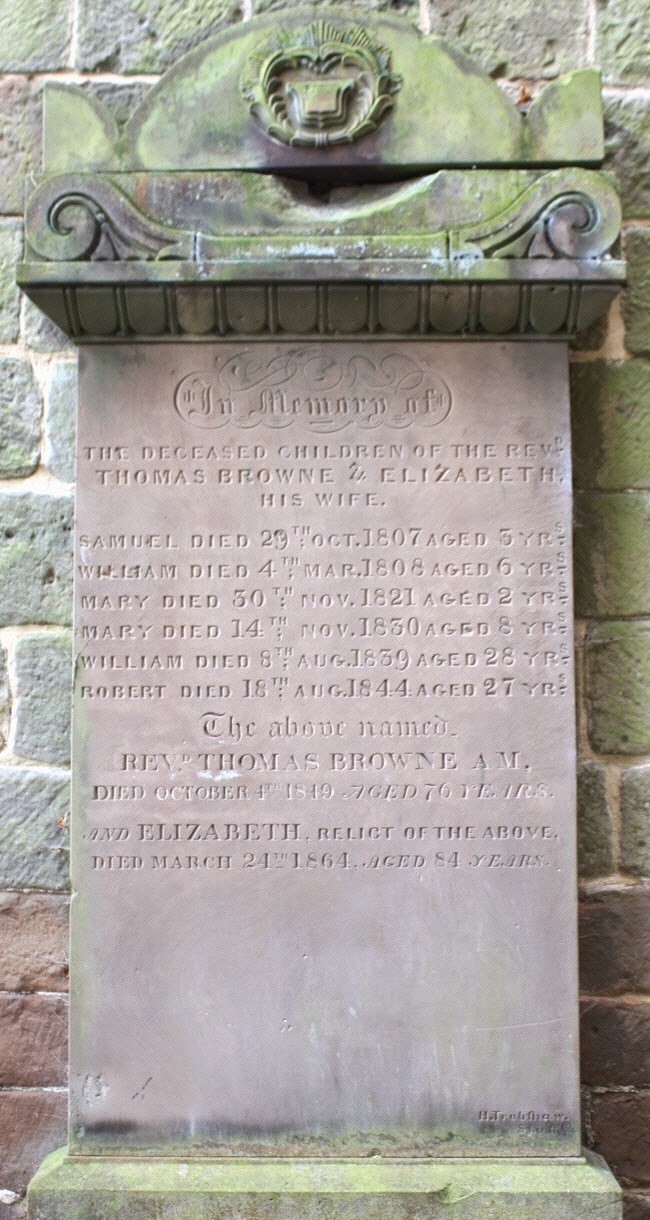 In Memory of
THE DECEASED CHILDREN OF THE REVD
THOMAS BROWNE & ELIZABETH,
HIS WIFE.
SAMUEL DIED 29TH OCT. 1807 AGED 3 YRS
WILLIAM DIED 4TH MAR. 1808 AGED 6 YRS
MARY DIED 30TH NOV. 1821 AGED 2 YRS
MARY DIED 14TH NOV. 1830 AGED 8 YRS
WILLIAM DIED 8TH AUG. 1839 AGED 28 YRS
ROBERT DIED 18TH AUG. 1844 AGED 27 YRS
The above named.
REVD THOMAS BROWNE A.M,
DIED OCTOBER 4TH 1849 AGED 76 YEARS.
AND ELIZABETH, RELICT OF THE ABOVE,
DIED MARCH 24TH 1864, AGED 84 YEARS.
H. Trubshaw.